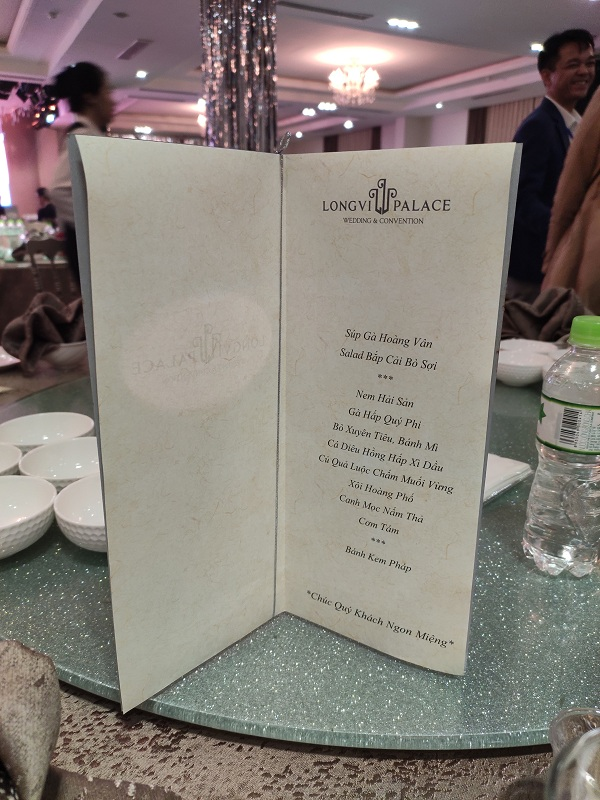 LONGVI PALACE
WEDDING & CONVENTION
Súp Gà Hoàng Vân
Salad Bắp Cải Bò Sợi
***
Nem Hải Sản
Gà Hấp Quý Phi
Bò Xuyên Tiêu, Bánh Mì
Cá Diêu Hồng Hấp Xì Dầu
Củ Quả Luộc Chấm Muối Vừng
Xôi Hoàng Phố
Canh Mọc Nấm Thả
Cơm Tám
***
Bánh Kem Pháp
*Chúc Quý Khách Ngon Miệng*